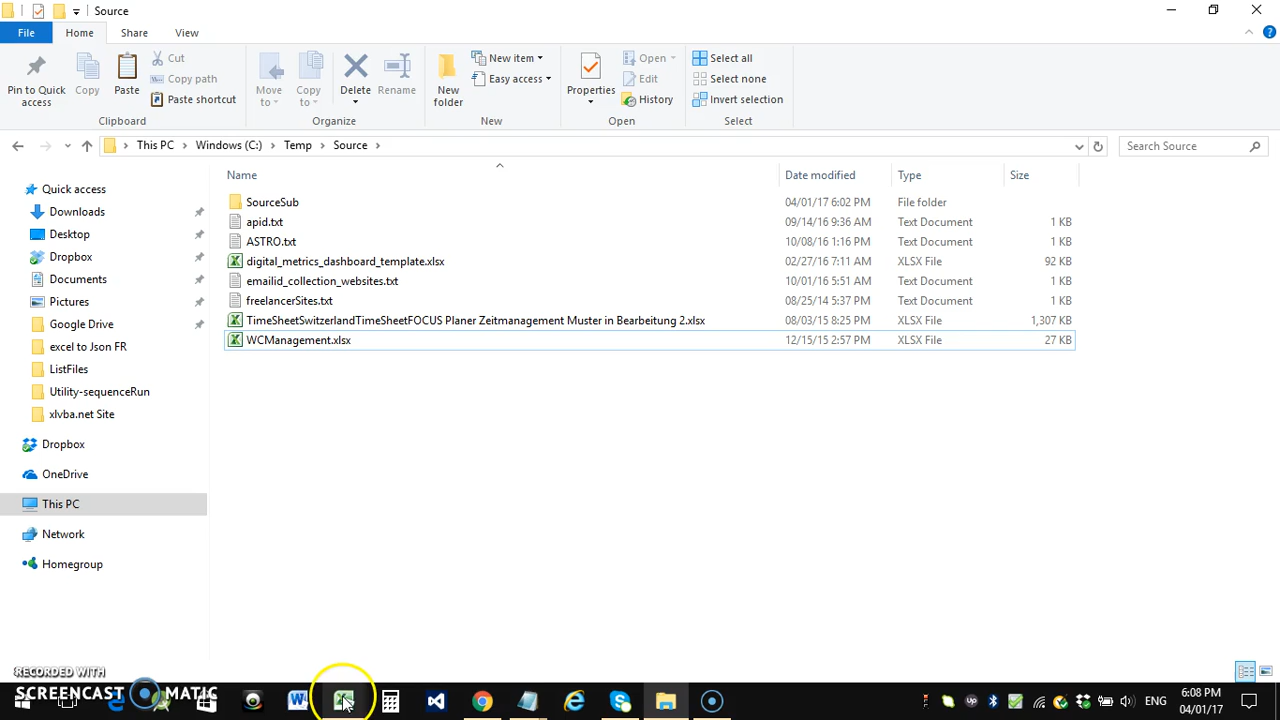 Source
File Home Share View
Pin to Quick access
Copy
Paste
Cut
Copy path
Paste shortcut
Clipboard
Move to
Copy to
Delete
Rename
Organize
New folder
New item
Easy access
New
Properties
Open
Edit
History
Open
Select all
Select none
Invert selection
Select
This PC Windows (C:) Temp Source
Search Source
Name Date modified Type Size
Quick access
Downloads
Desktop
Dropbox
Documents
Pictures
Google Drive
excel to Json FR
ListFiles
Utility-sequenceRun
xlvba.net Site
Dropbox
OneDrive
This PC
Network
Homegroup
SourceSub 04/01/17 6:02 PM File folder
apid.txt 09/14/16 9:36 AM Text Document 1 KB
ASTRO.txt 10/08/16 1:16 PM Text Document 1 KB
digital_metrics_dashboard_template.xlsx 02/27/16 7:11 AM XLSX File 92 KB
emailid_collection_websites.txt 10/01/16 5:51 AM Text Document 1 KB
freelancerSites.txt 08/25/14 5:37 PM Text Document 1 KB
TimeSheetSwitzerlandTimeSheetFOCUS Planer Zeitmanagement Muster in Bearbeitung 2.xlsx 08/03/15 8:25 PM XLSX File 1,307 KB
WCManagement.xlsx 12/15/15 2:57 PM XLSX File 27 KB
RECORDED WITH
SCREENCAST MATIC
ENG
6:08 PM
04/01/17